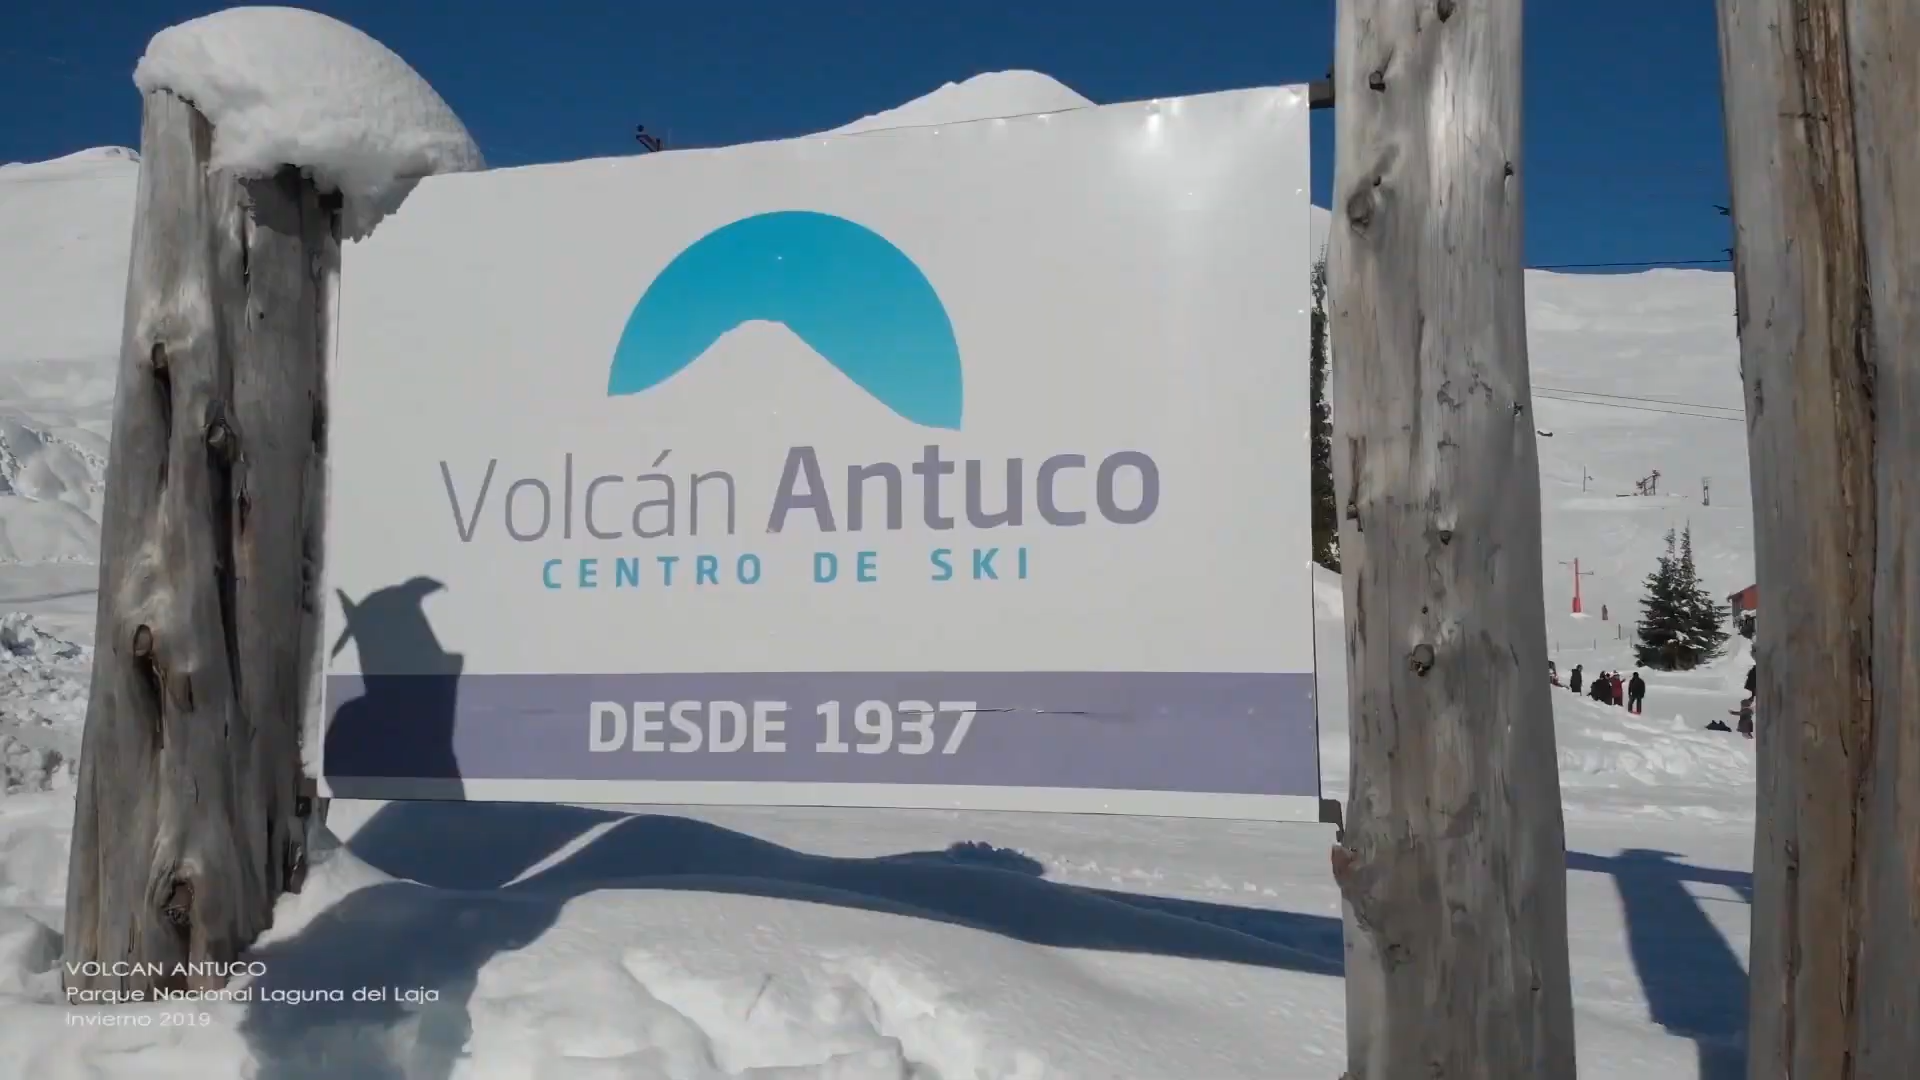 Volcán Antuco
CENTRO DE SKI
DESDE 1937
VOLCAN ANTUCO
Parque Nacional Laguna del Laja
Invierno 2019